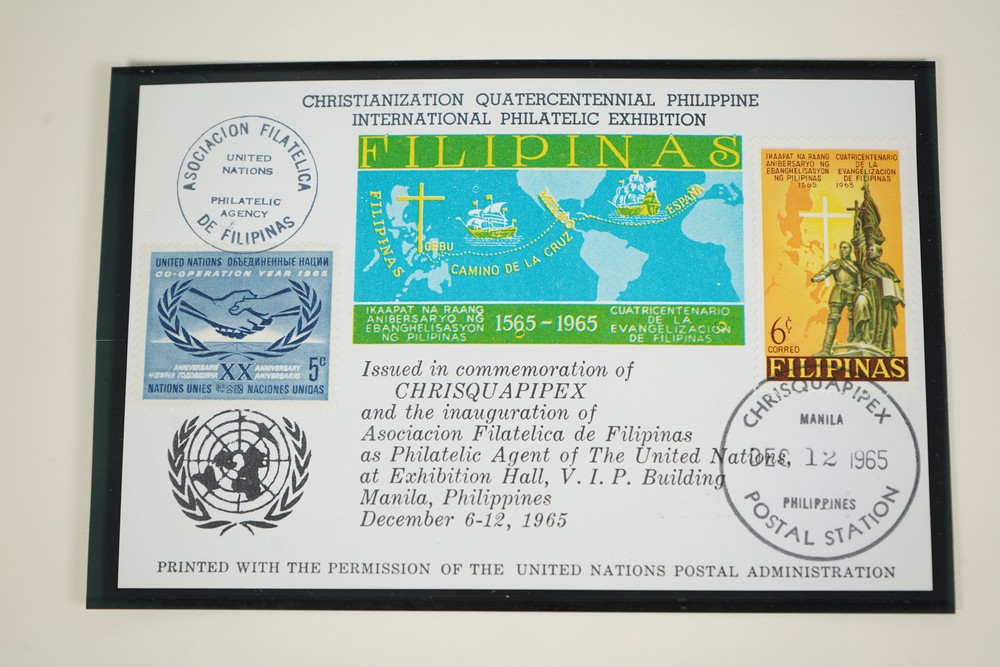 CHRISTIANIZATION QUATERCENTENNIAL PHILIPPINE
INTERNATIONAL PHILATELIC EXHIBITION
ASOCIACION FILATELICA
UNITED
NATIONS
PHILATELIC
AGENCY
DE FILIPINAS
FILIPINAS
FILIPINAS
CEBU
CAMINO DE LA CRUZ
ESPAÑA
IKAAPAT NA RAANG
ANIBERSARYO NG
EBANGHELISASYON
NG PILIPINAS
1565-1965
CUATRICENTENARIO
DE LA
EVANGELIZACION
DE FILIPINAS
IKAAPAT NA RAANG
ANIBERSARYO NG
EBANGHELISASYON
NG PILIPINAS
1565
CUATRICENTENARIO
DE LA
EVANGELIZACION
DE FILIPINAS
1965
6c
CORREO
FILIPINAS
UNITED NATIONS ОБЪЕДИНЕННЫЕ НАЦИИ
CO-OPERATION YEAR 1965
ANNIVERSAIRE XX ANNIVERSARY
ANIVERSARIO
5c
NATIONS UNIES NACIONES UNIDAS
Issued in commemoration of
CHRISQUAPIPEX
and the inauguration of
Asociacion Filatelica de Filipinas
as Philatelic Agent of The United Nations,
at Exhibition Hall, V. I. P. Building
Manila, Philippines
December 6-12, 1965
CHRISQUAPIPEX
MANILA
DEC 12 1965
PHILIPPINES
POSTAL STATION
PRINTED WITH THE PERMISSION OF THE UNITED NATIONS POSTAL ADMINISTRATION